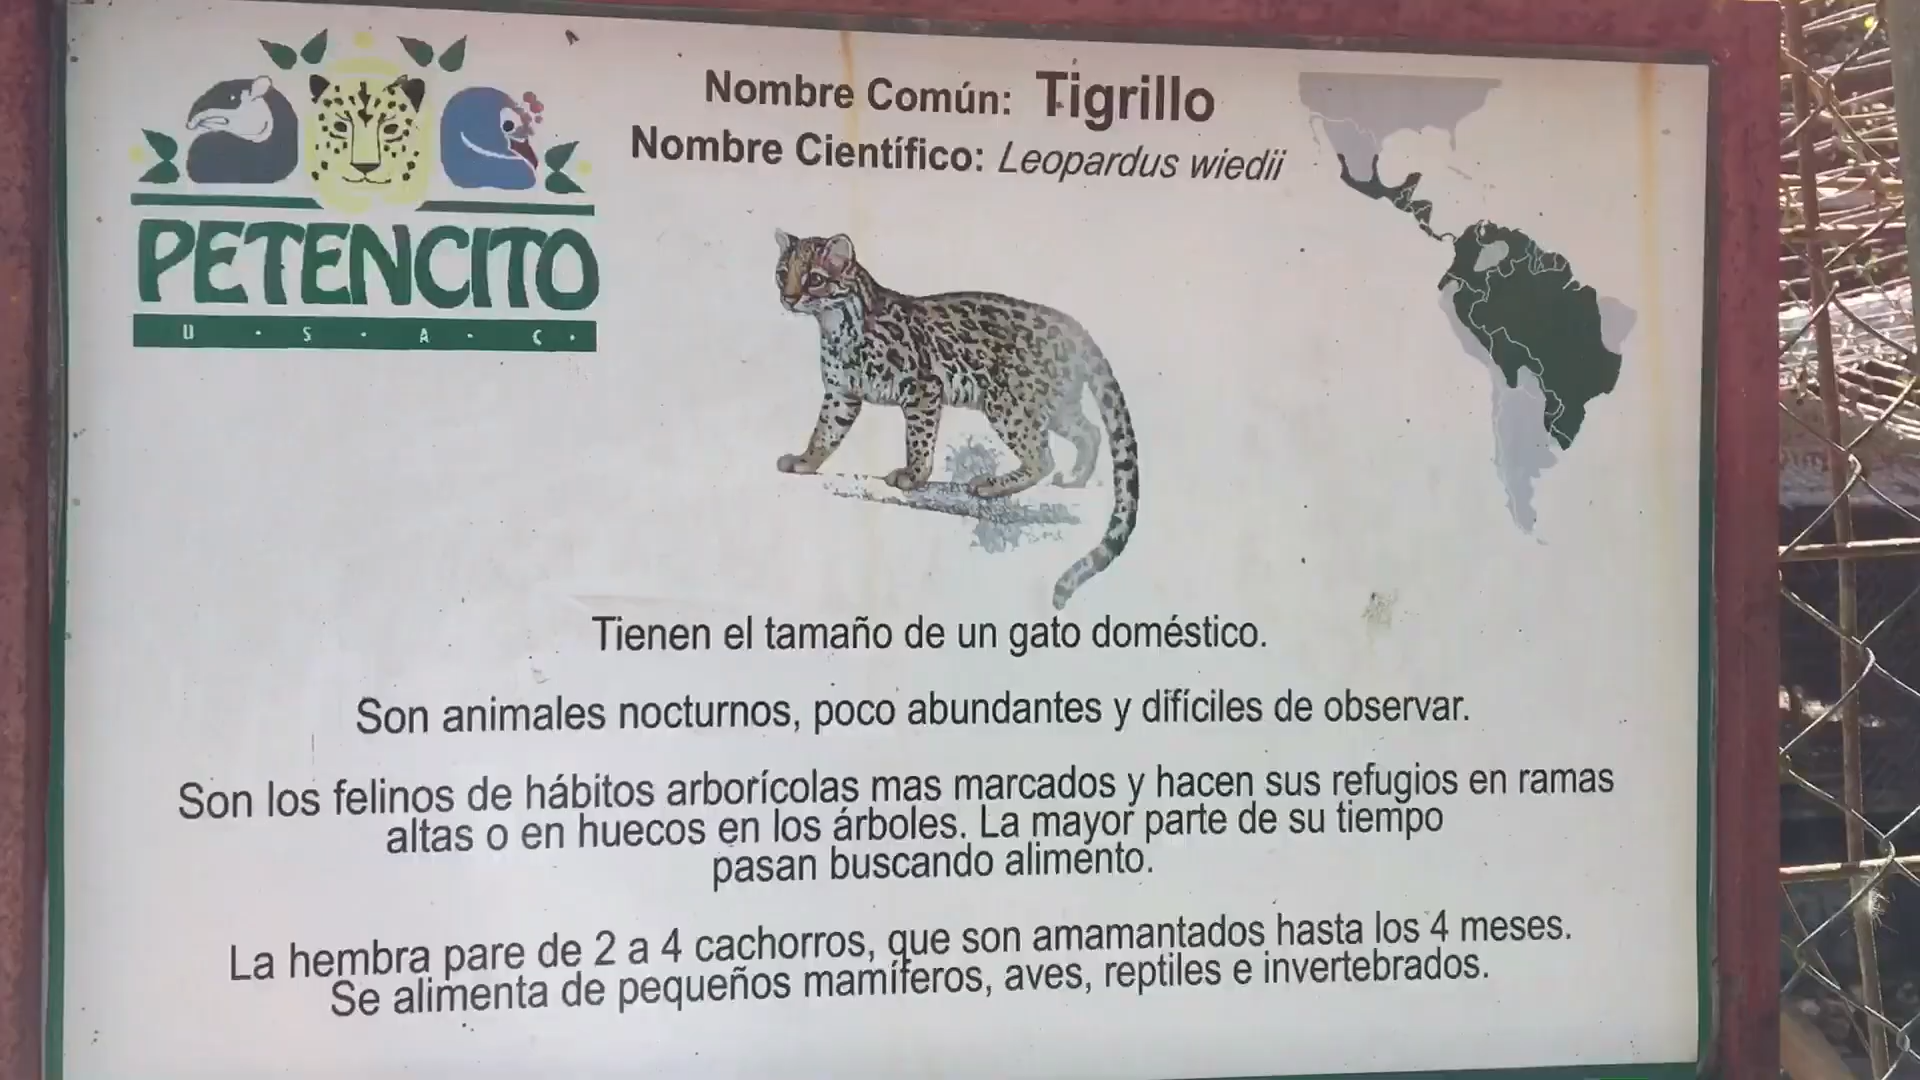 PETENCITO
U · S · A · C ·
Nombre Común: Tigrillo
Nombre Científico: Leopardus wiedii
Tienen el tamaño de un gato doméstico.
Son animales nocturnos, poco abundantes y difíciles de observar.
Son los felinos de hábitos arborícolas mas marcados y hacen sus refugios en ramas
altas o en huecos en los árboles. La mayor parte de su tiempo
pasan buscando alimento.
La hembra pare de 2 a 4 cachorros, que son amamantados hasta los 4 meses.
Se alimenta de pequeños mamíferos, aves, reptiles e invertebrados.